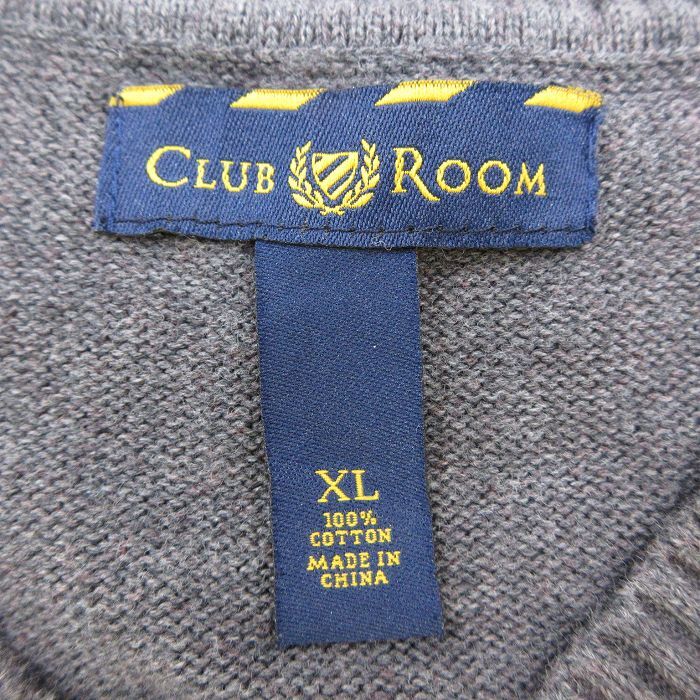 CLUB ROOM
XL
100%
COTTON
MADE IN
CHINA